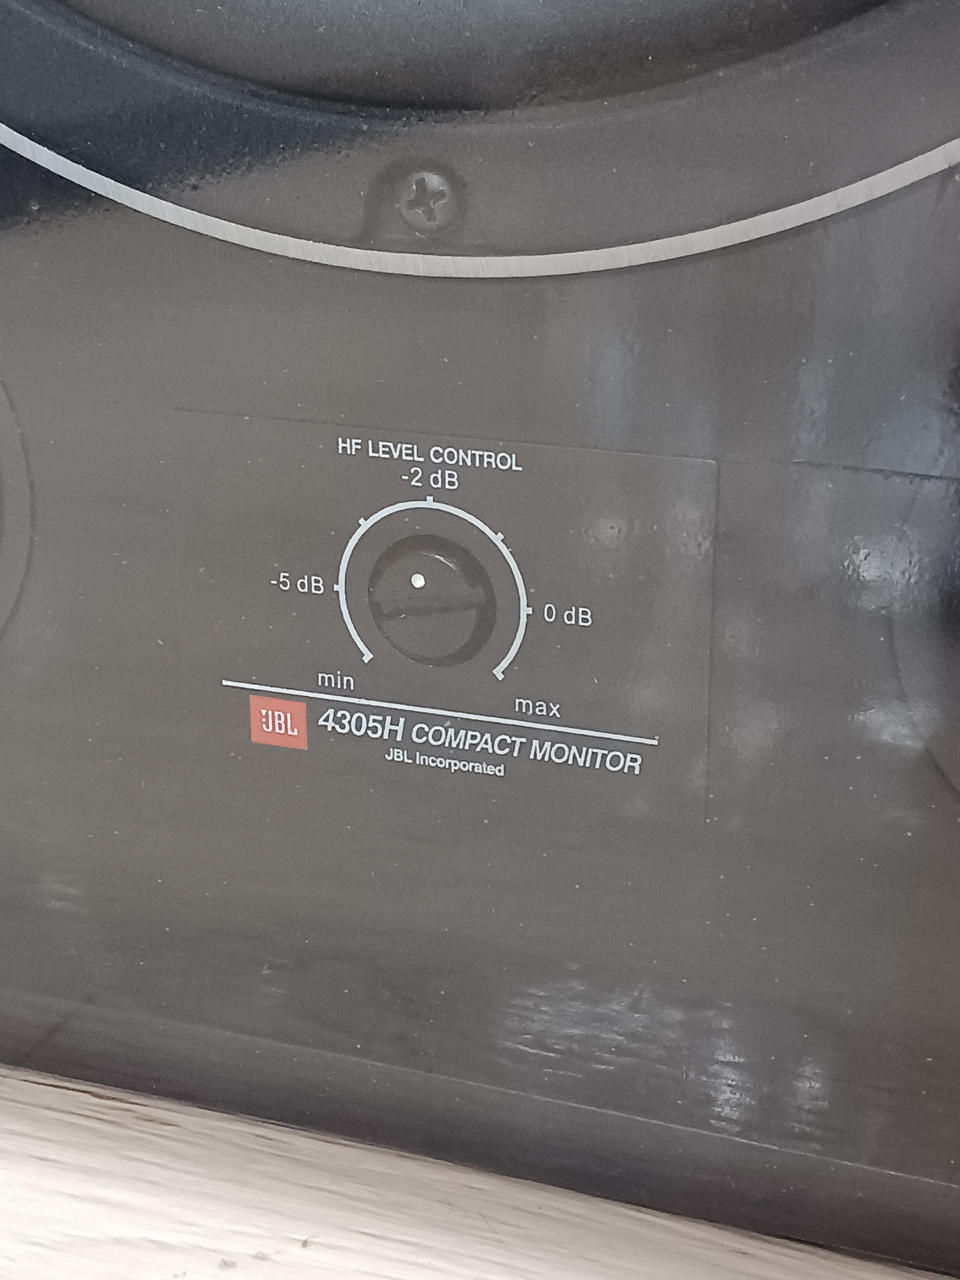 HF LEVEL CONTROL
-2 dB
-5 dB
0 dB
min
max
JBL 4305H COMPACT MONITOR
JBL Incorporated